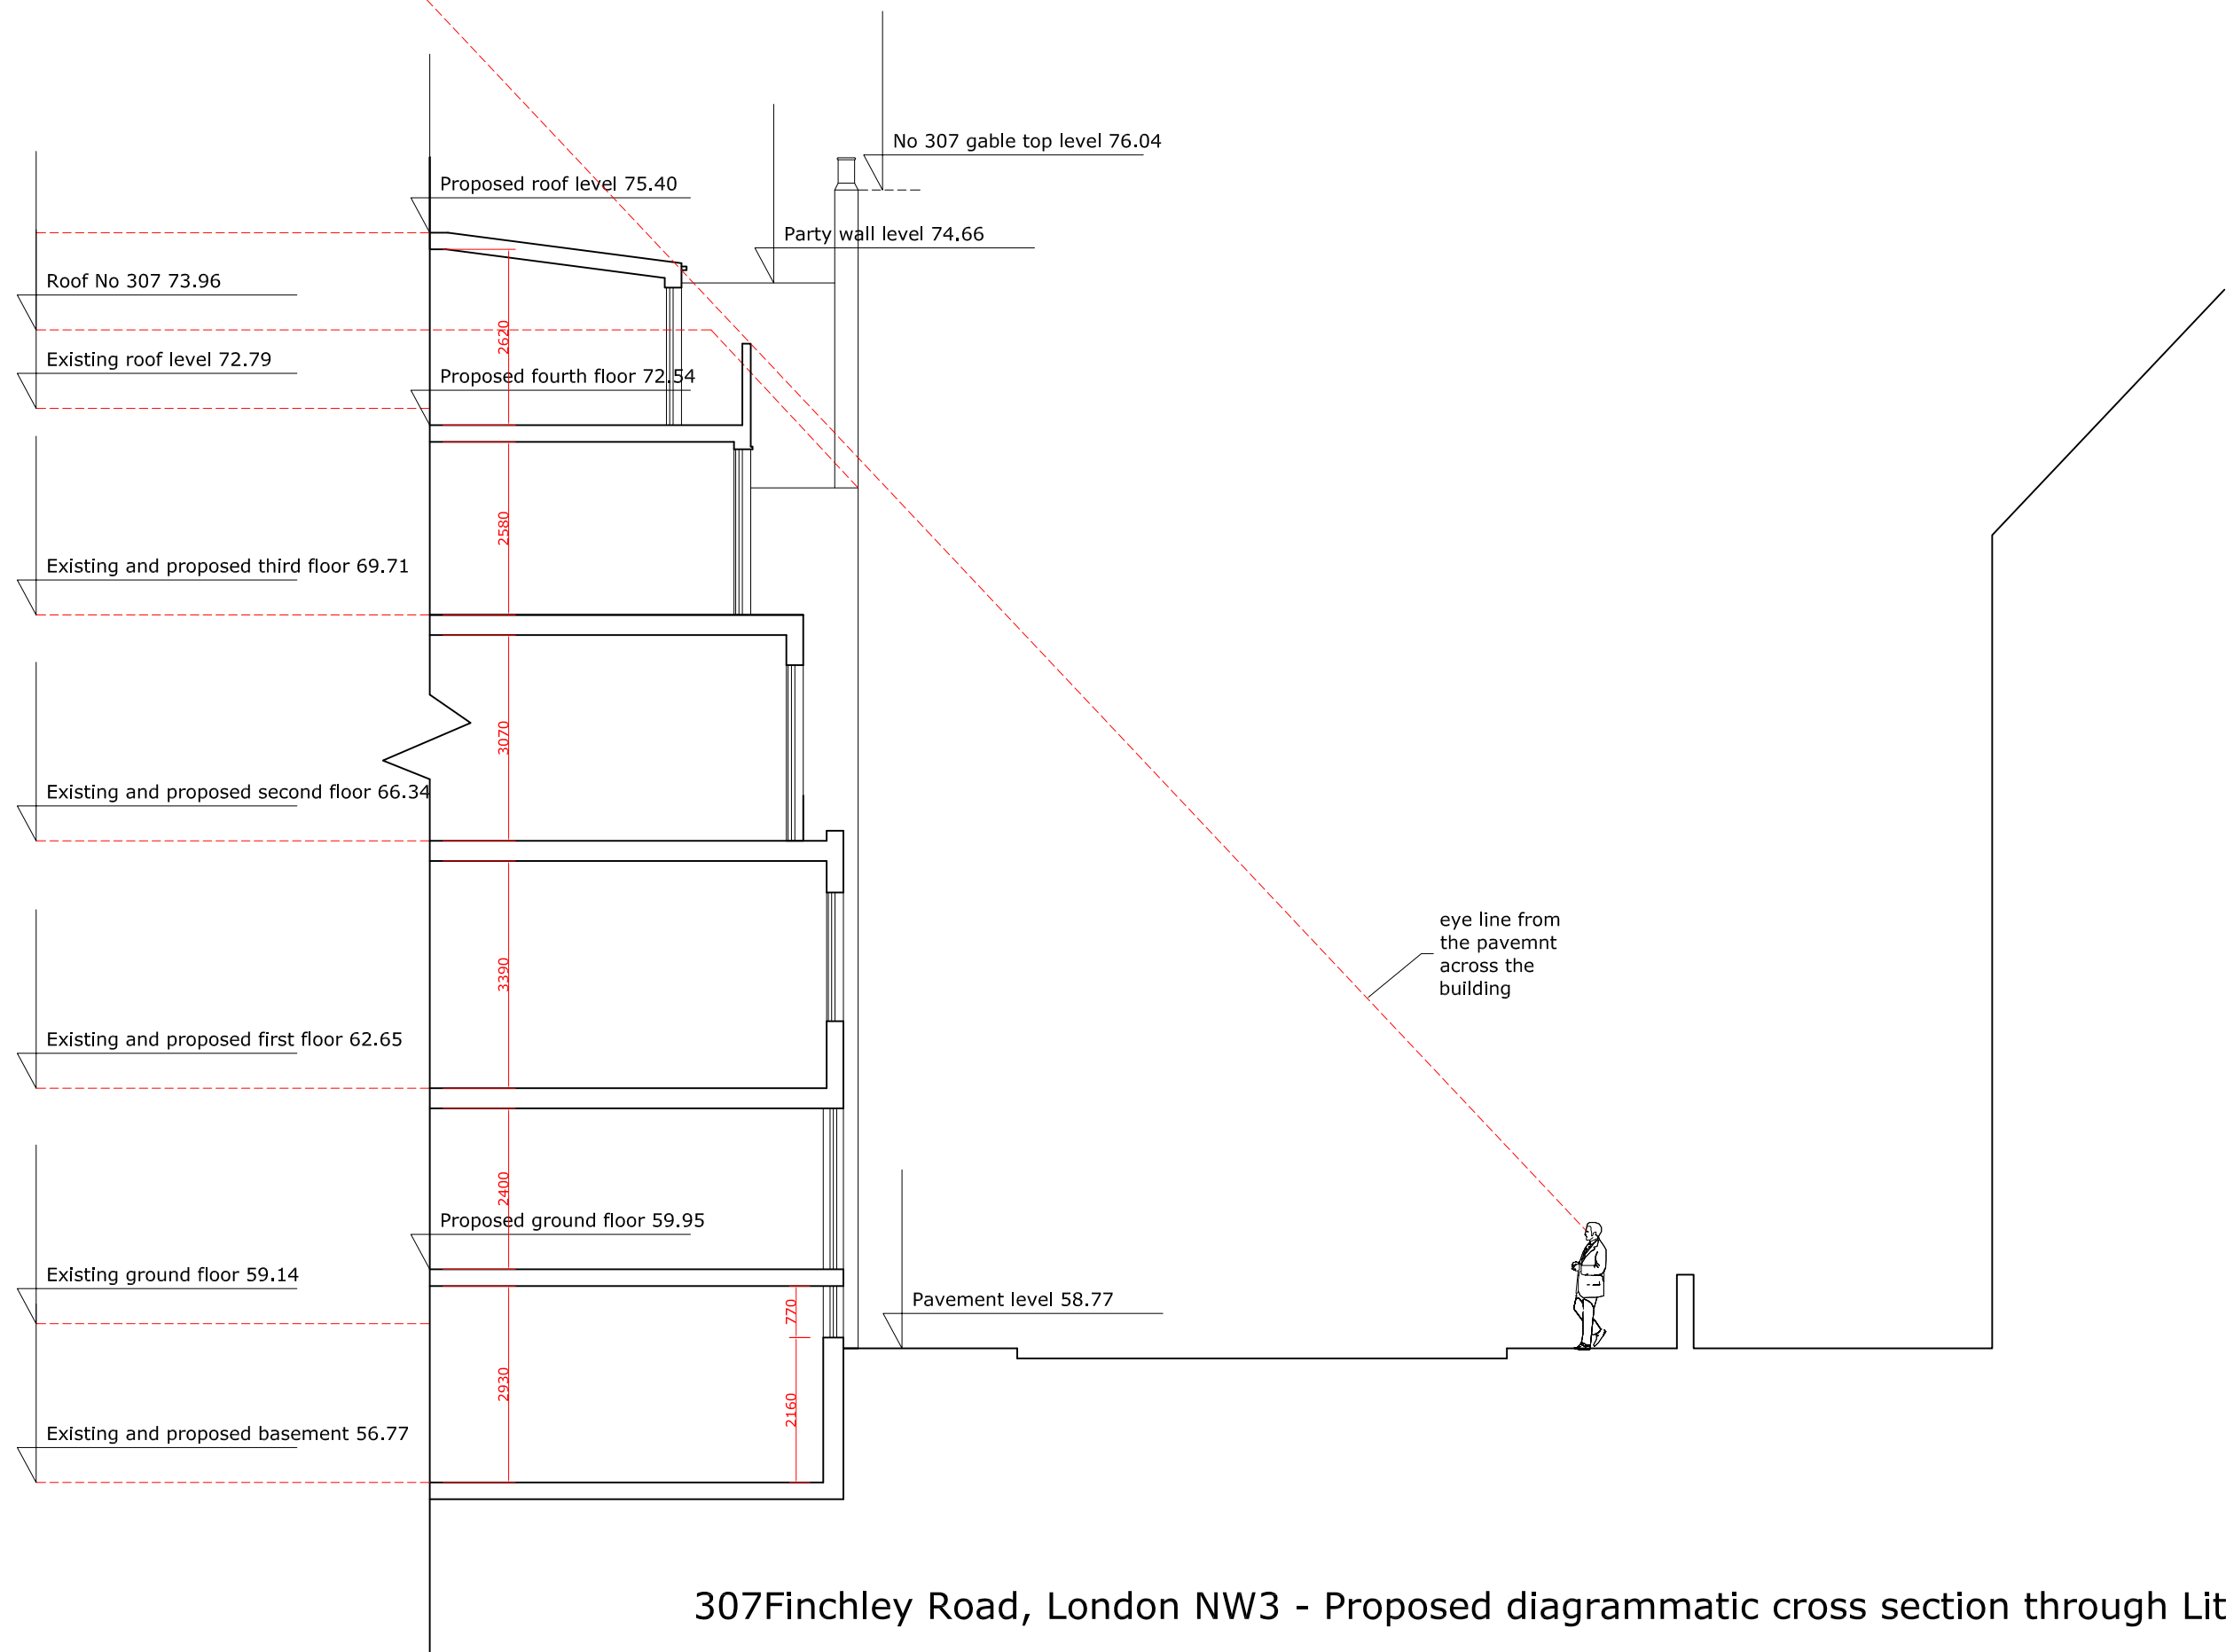 No 307 gable top level 76.04
Proposed roof level 75.40
Party wall level 74.66
Roof No 307 73.96
2620
Existing roof level 72.79
Proposed fourth floor 72.54
2580
Existing and proposed third floor 69.71
3070
Existing and proposed second floor 66.34
eye line from
the pavemnt
across the
building
3390
Existing and proposed first floor 62.65
2400
Proposed ground floor 59.95
Existing ground floor 59.14
Pavement level 58.77
770
2930
2160
Existing and proposed basement 56.77
307Finchley Road, London NW3 - Proposed diagrammatic cross section through Lit